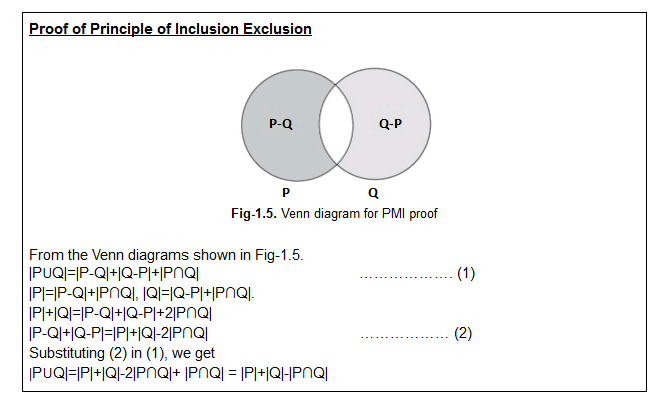 Proof of Principle of Inclusion Exclusion
P-Q
Q-P
P
Q
Fig-1.5. Venn diagram for PMI proof
From the Venn diagrams shown in Fig-1.5.
|P∪Q|=|P-Q|+|Q-P|+|P∩Q| ………………… (1)
|P|=|P-Q|+|P∩Q|, |Q|=|Q-P|+|P∩Q|.
|P|+|Q|=|P-Q|+|Q-P|+2|P∩Q|
|P-Q|+|Q-P|=|P|+|Q|-2|P∩Q| ………………… (2)
Substituting (2) in (1), we get
|P∪Q|=|P|+|Q|-2|P∩Q|+ |P∩Q| = |P|+|Q|-|P∩Q|